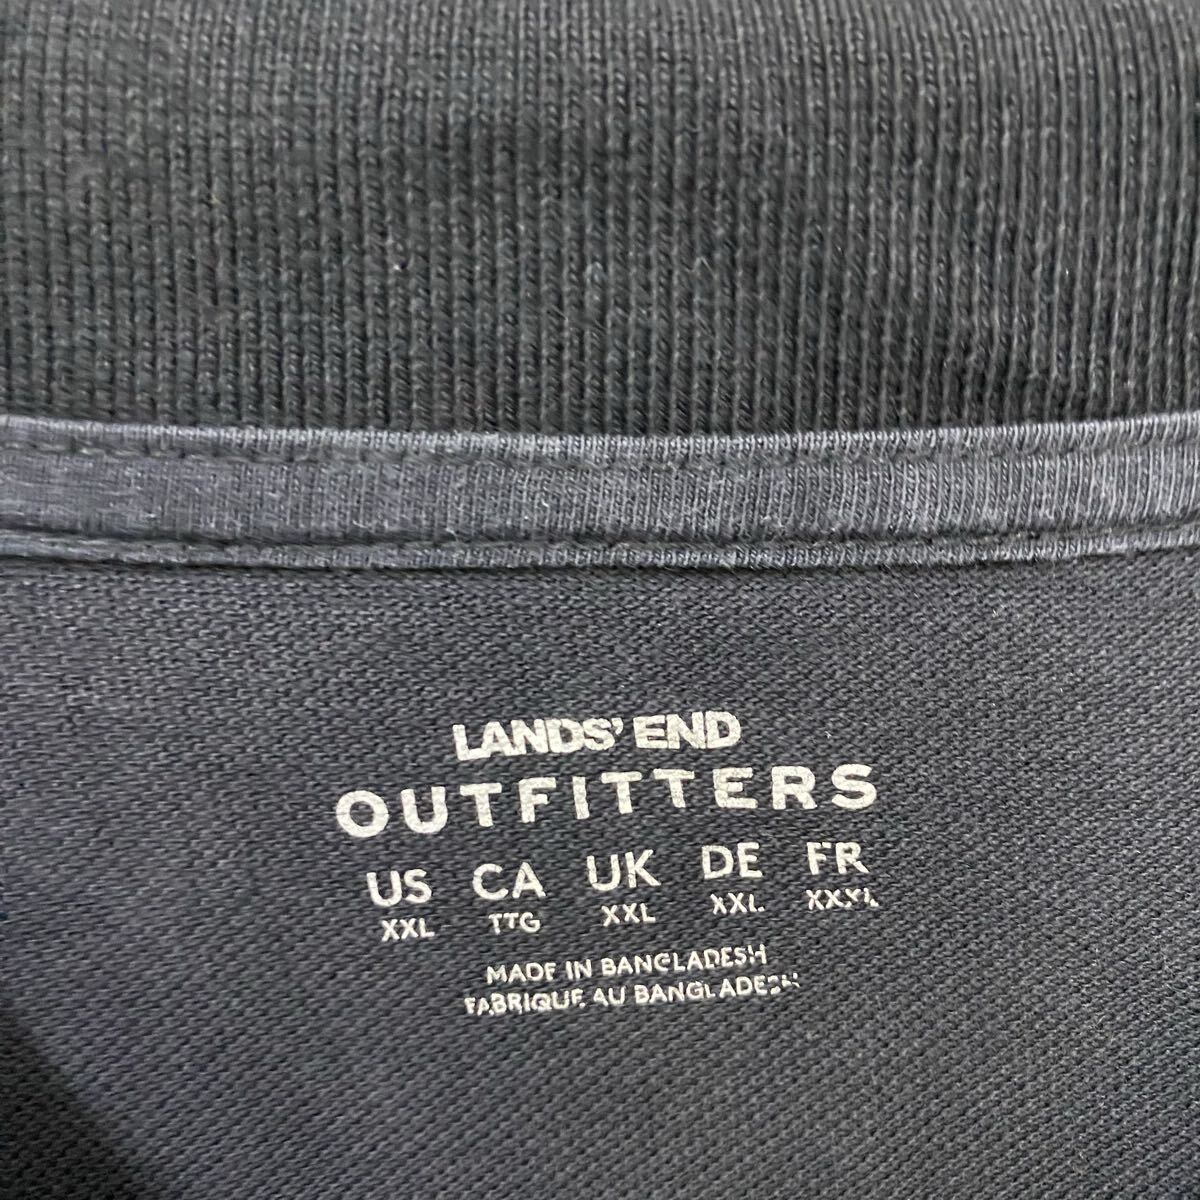 LANDS' END
OUTFITTERS
US CA UK DE FR
XXL TTG XXL XXL XXXL
MADE IN BANGLADESH
FABRIQUE AU BANGLADESH